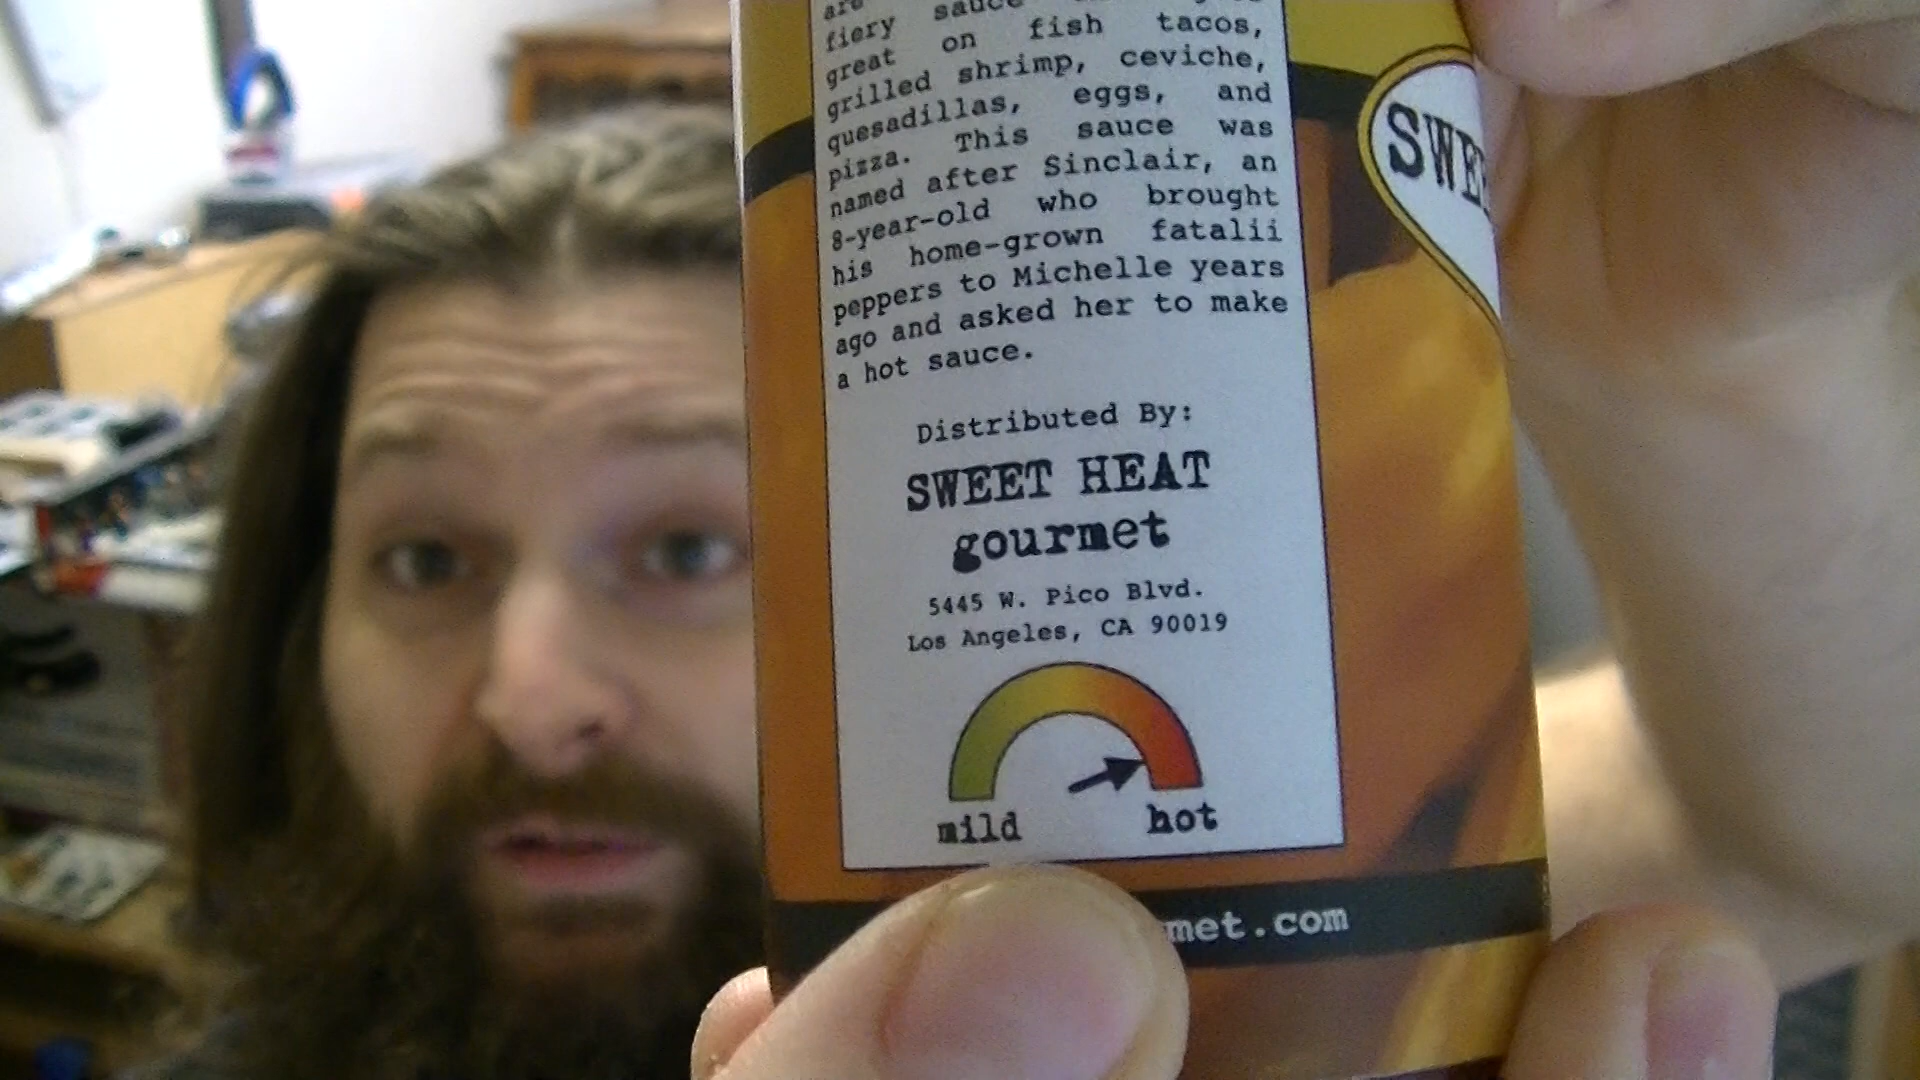 are
fiery sauce
great on fish tacos,
grilled shrimp, ceviche,
quesadillas, eggs, and
pizza. This sauce was
named after Sinclair, an
8-year-old who brought
his home-grown fatalii
peppers to Michelle years
ago and asked her to make
a hot sauce.
Distributed By:
SWEET HEAT
gourmet
5445 W. Pico Blvd.
Los Angeles, CA 90019
mild hot
met.com
SWE